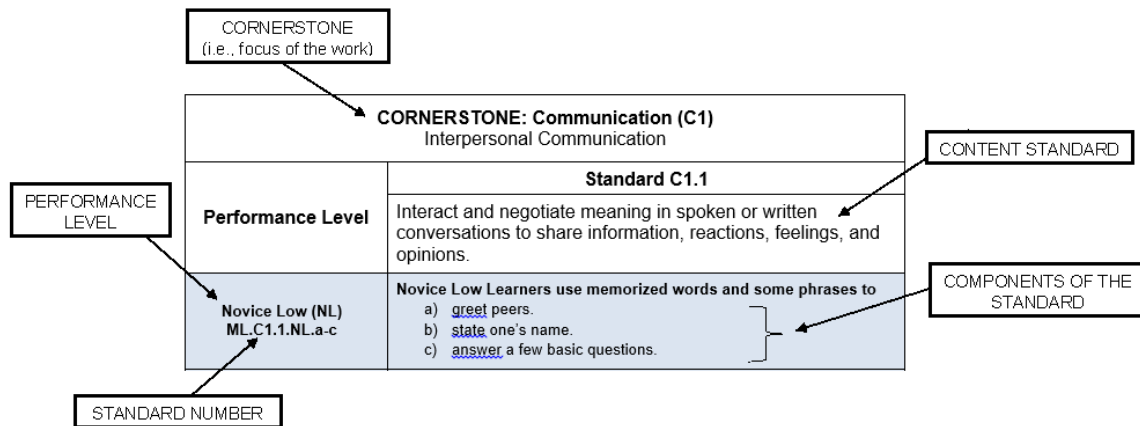 CORNERSTONE
(i.e., focus of the work)
CORNERSTONE: Communication (C1)
Interpersonal Communication
CONTENT STANDARD
Standard C1.1
PERFORMANCE
LEVEL
Performance Level
Interact and negotiate meaning in spoken or written
conversations to share information, reactions, feelings, and
opinions.
COMPONENTS OF THE
STANDARD
Novice Low (NL)
ML.C1.1.NL.a-c
Novice Low Learners use memorized words and some phrases to
a) greet peers.
b) state one's name.
c) answer a few basic questions.
STANDARD NUMBER